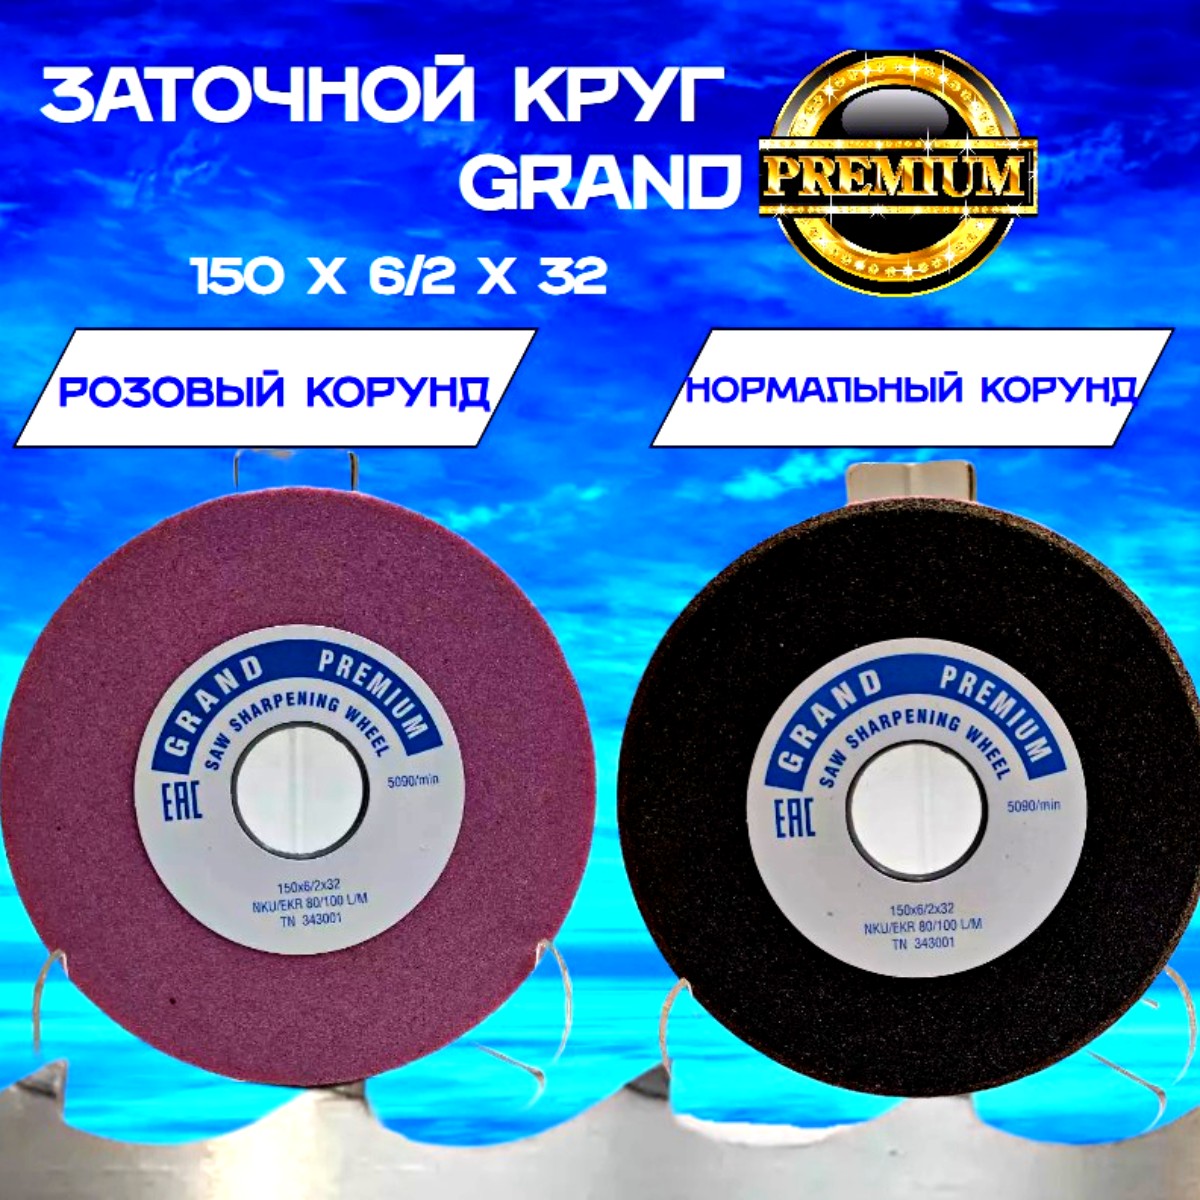 ЗАТОЧНОЙ КРУГ
GRAND
PREMIUM
150 X 6/2 X 32
РОЗОВЫЙ КОРУНД
НОРМАЛЬНЫЙ КОРУНД
GRAND PREMIUM
SAW SHARPENING WHEEL
EAC
5090/min
150x6/2x32
NKU/EKR 80/100 L/M
TN 343001
GRAND PREMIUM
SAW SHARPENING WHEEL
EAC
5090/min
150x6/2x32
NKU/EKR 80/100 L/M
TN 343001